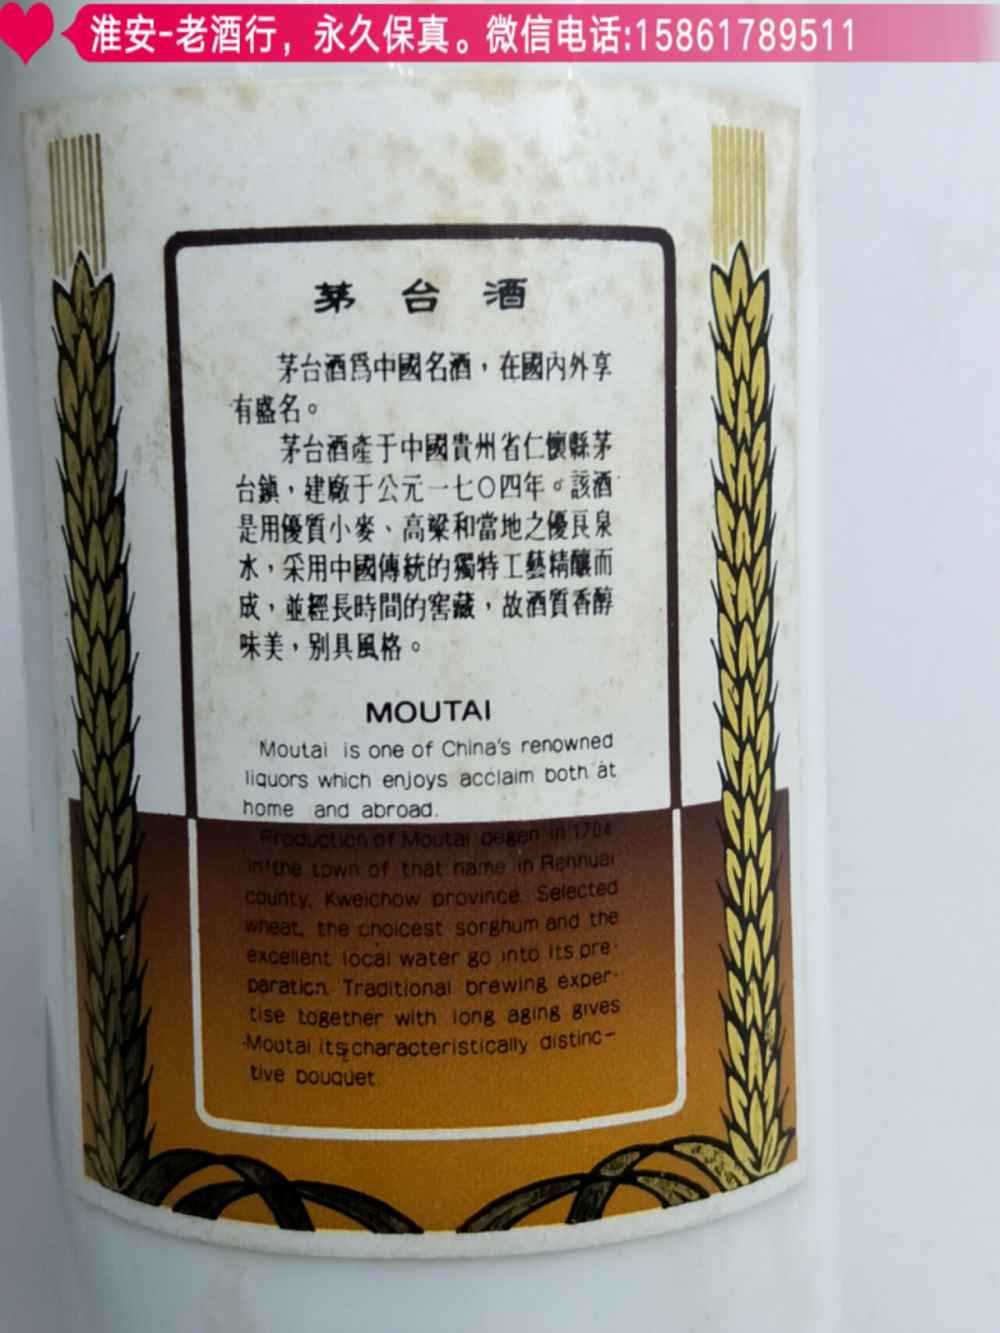 淮安-老酒行，永久保真。微信电话:15861789511
茅台酒
茅台酒爲中國名酒，在國内外享
有盛名。
茅台酒產于中國貴州省仁懷縣茅
台鎮，建廠于公元一七〇四年。該酒
是用優質小麥、高粱和當地之優良泉
水，采用中國傳統的獨特工藝精釀而
成，並經長時間的窖藏，故酒質香醇
味美，别具風格。
MOUTAI
Moutai is one of China's renowned
liquors which enjoys acclaim both at
home and abroad.
Production of Moutai began in 1704
in the town of that name in Renhuai
county, Kweichow province. Selected
wheat, the choicest sorghum and the
excellent local water go into its pre-
paration. Traditional brewing exper-
tise together with long aging gives
Moutai its characteristically distinc-
tive bouquet